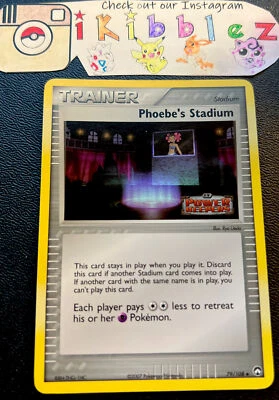 Check out our Instagram
ikibblez
TRAINER
Stadium
Phoebe's Stadium
EX
POWER
KEEPERS
Illus. Ryo Ueda
This card stays in play when you play it. Discard
this card if another Stadium card comes into play.
If another card with the same name is in play, you
can't play this card.
Each player pays less to retreat
his or her Pokémon.
79/108